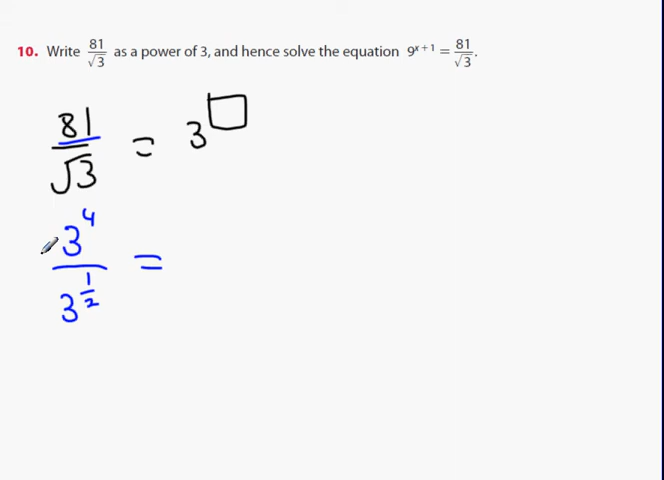 10. Write 81/√3 as a power of 3, and hence solve the equation 9^(x+1) = 81/√3.
81/√3 = 3^□
3^4/3^(1/2) =